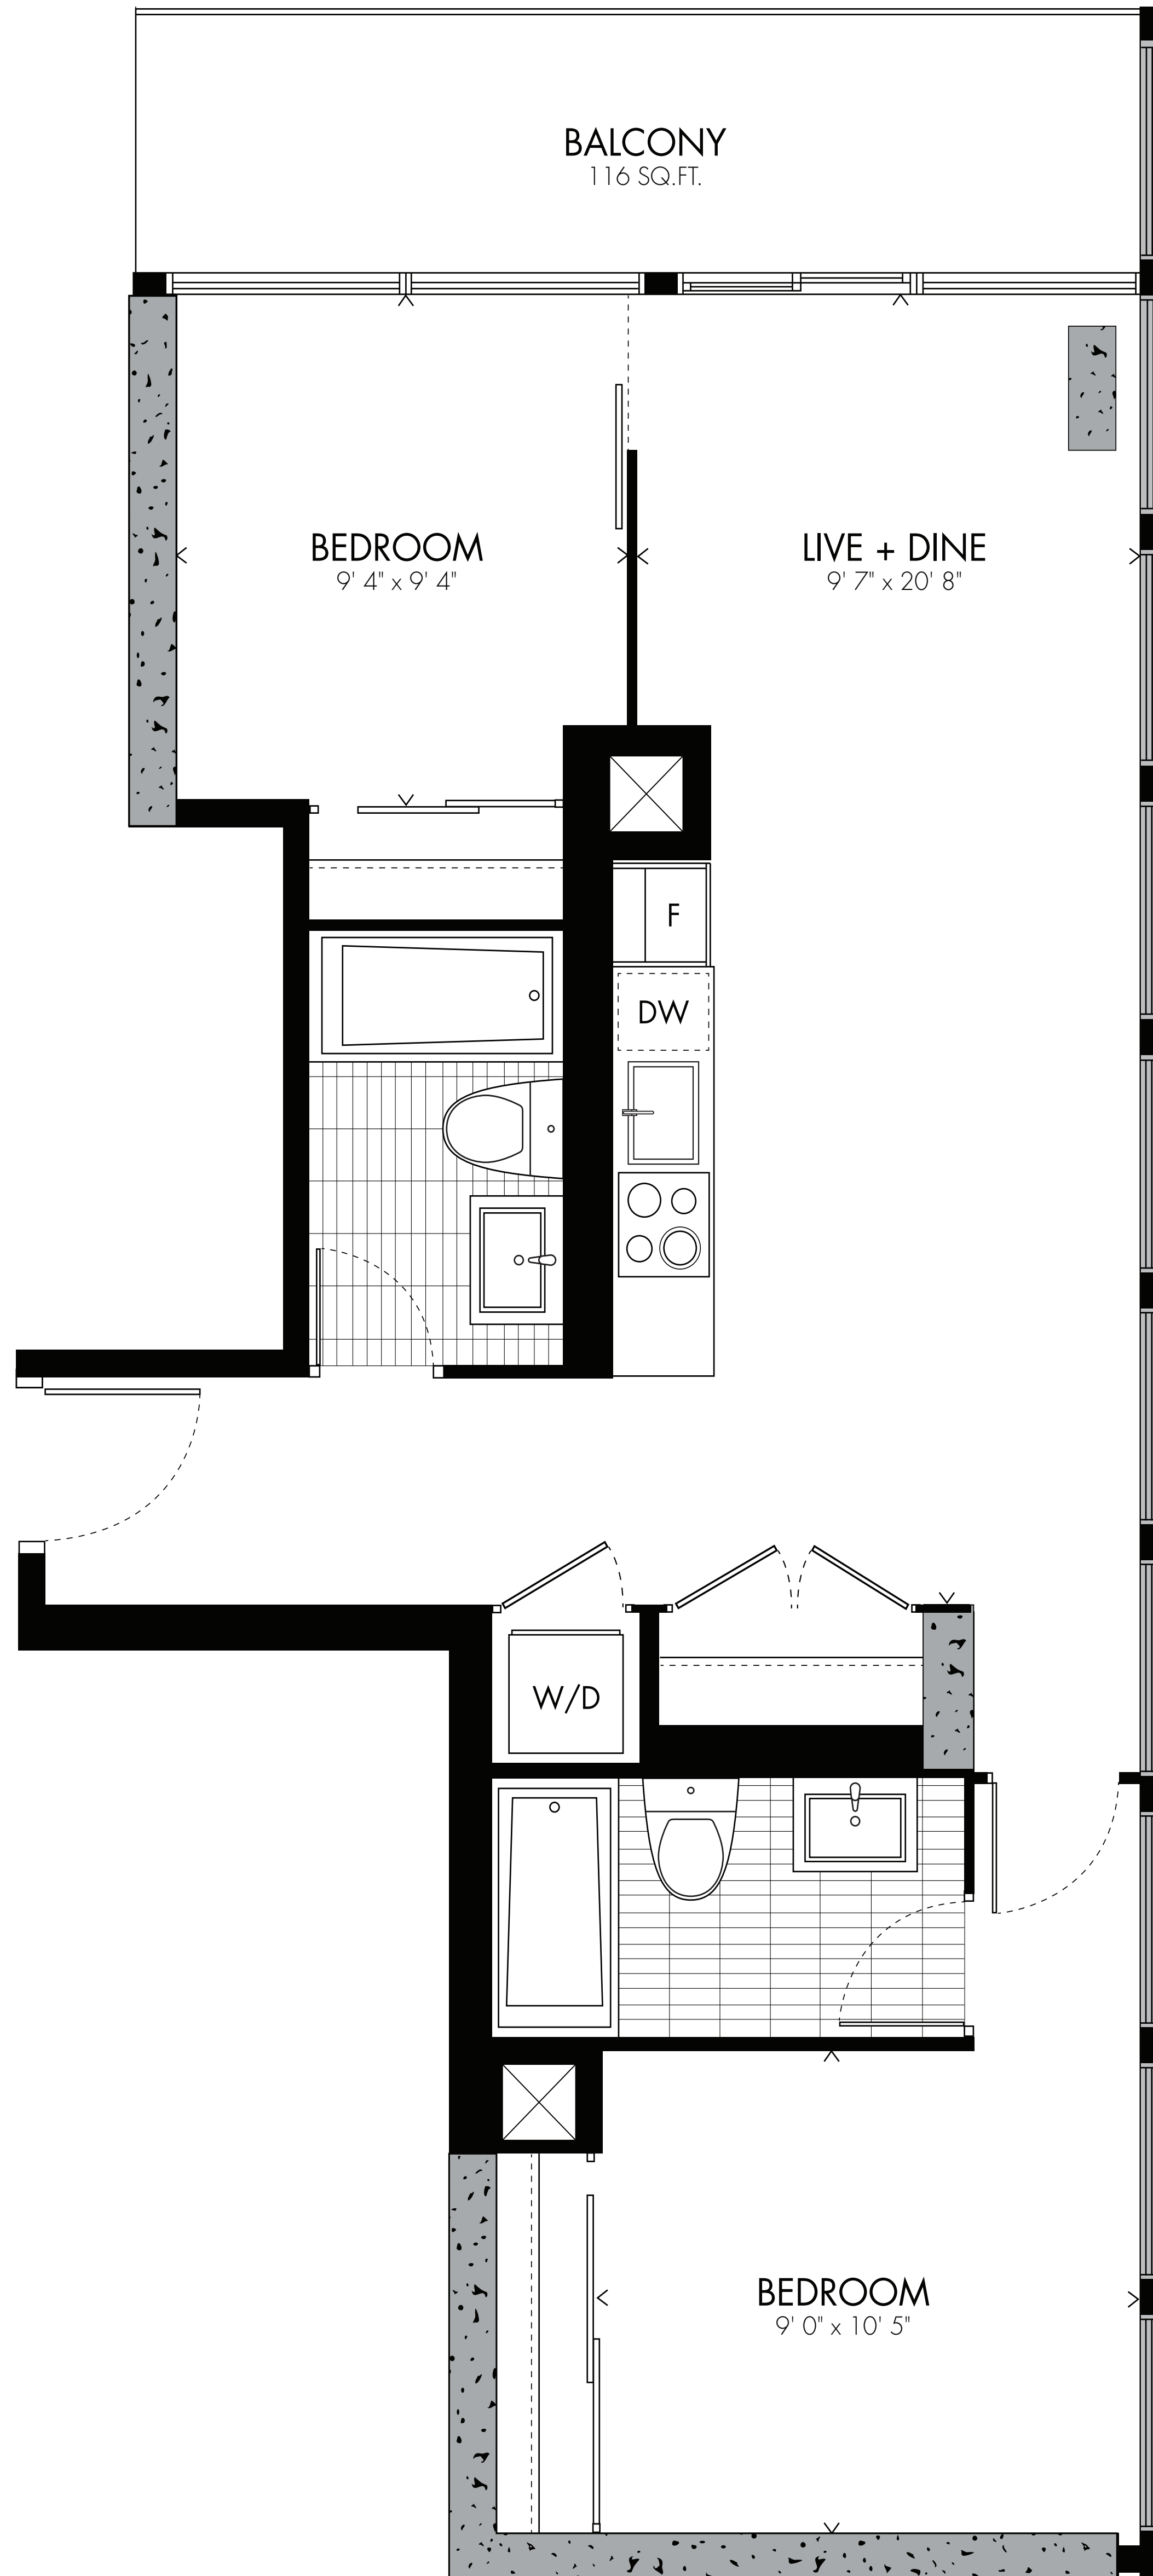 BALCONY
116 SQ.FT.
BEDROOM
9' 4" x 9' 4"
LIVE + DINE
9' 7" x 20' 8"
F
DW
W/D
BEDROOM
9' 0" x 10' 5"